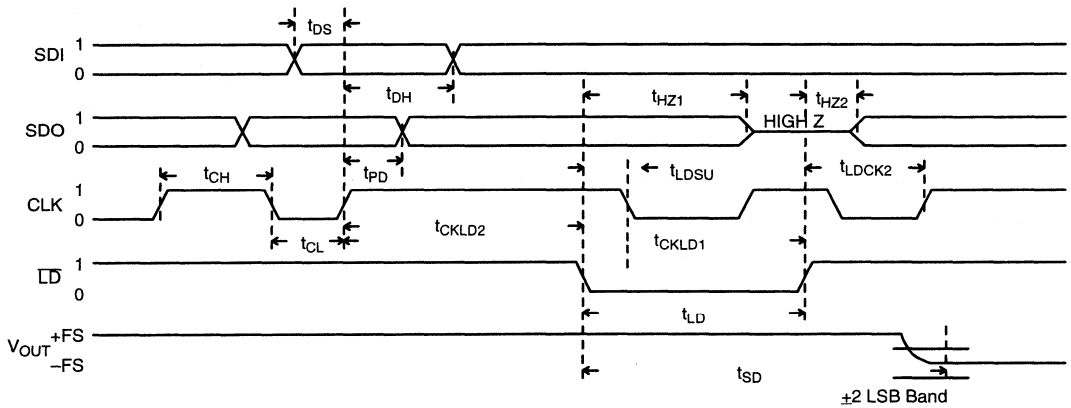 tDS
SDI 1
0
tDH
tHZ1
tHZ2
SDO 1
0
HIGH Z
tCH
tPD
tLDSU
tLDCK2
CLK 1
0
tCL
tCKLD2
tCKLD1
LD 1
0
tLD
VOUT +FS
–FS
tSD
±2 LSB Band